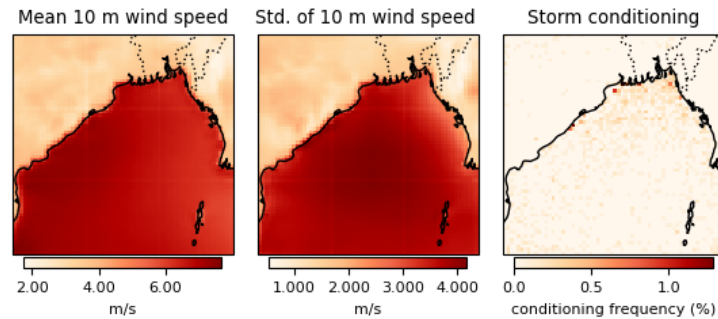 Mean 10 m wind speed
Std. of 10 m wind speed
Storm conditioning
2.00 4.00 6.00
m/s
1.000 2.000 3.000 4.000
m/s
0.0 0.5 1.0
conditioning frequency (%)